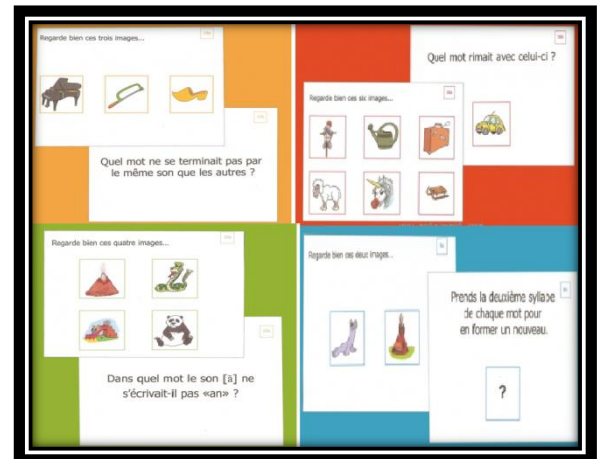 Regarde bien ces trois images...
Quel mot ne se terminait pas par
le même son que les autres ?
Quel mot rimait avec celui-ci ?
Regarde bien ces six images...
Regarde bien ces quatre images...
Dans quel mot le son [ã] ne
s'écrivait-il pas «an» ?
Regarde bien ces deux images...
Prends la deuxième syllabe
de chaque mot pour
en former un nouveau.
?